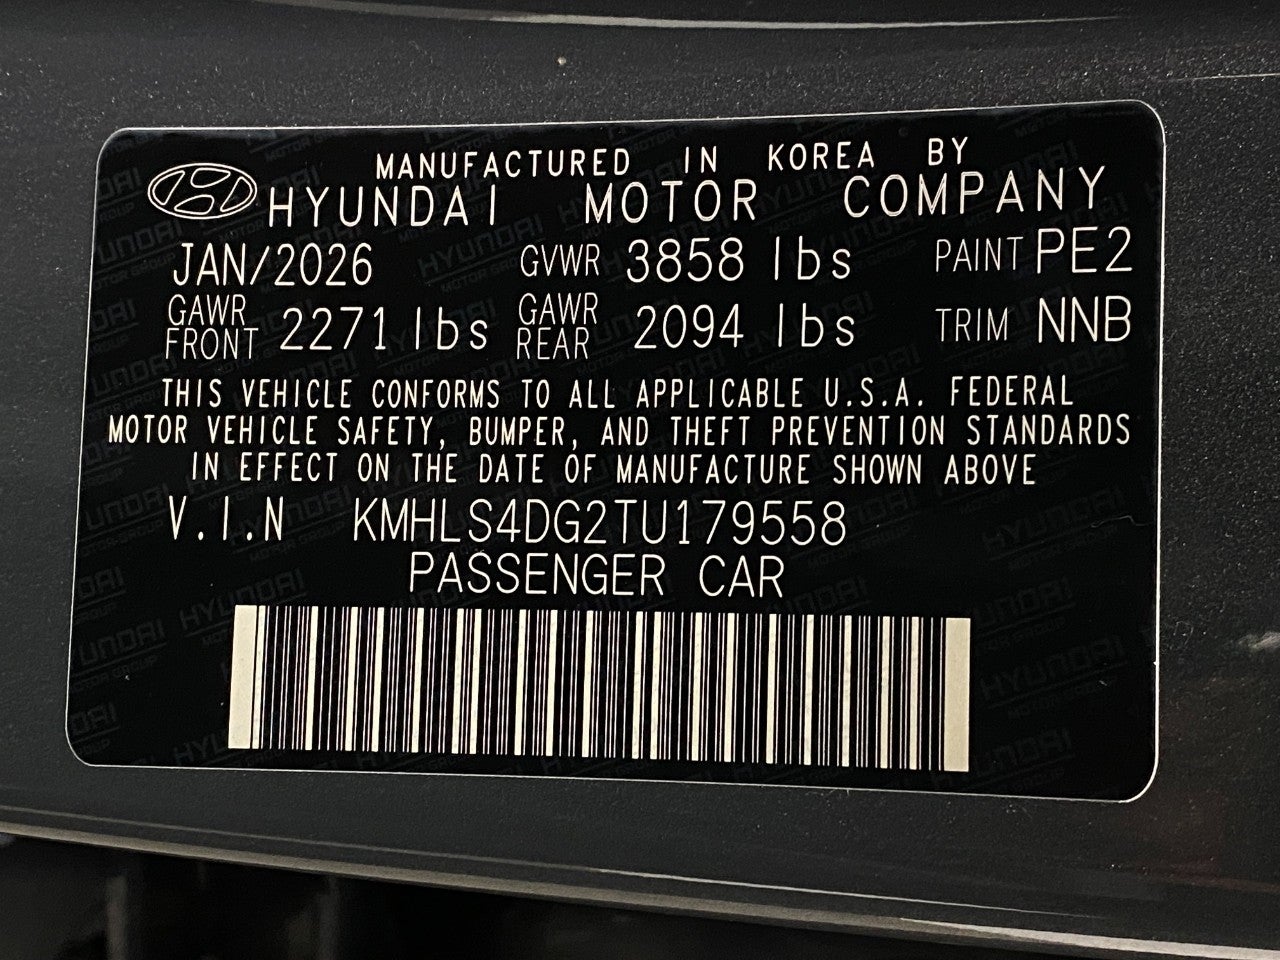 MANUFACTURED IN KOREA BY
HYUNDAI MOTOR COMPANY
JAN/2026 GVWR 3858 lbs PAINT PE2
GAWR FRONT 2271 lbs GAWR REAR 2094 lbs TRIM NNB
THIS VEHICLE CONFORMS TO ALL APPLICABLE U.S.A. FEDERAL
MOTOR VEHICLE SAFETY, BUMPER, AND THEFT PREVENTION STANDARDS
IN EFFECT ON THE DATE OF MANUFACTURE SHOWN ABOVE
V.I.N KMHLS4DG2TU179558
PASSENGER CAR